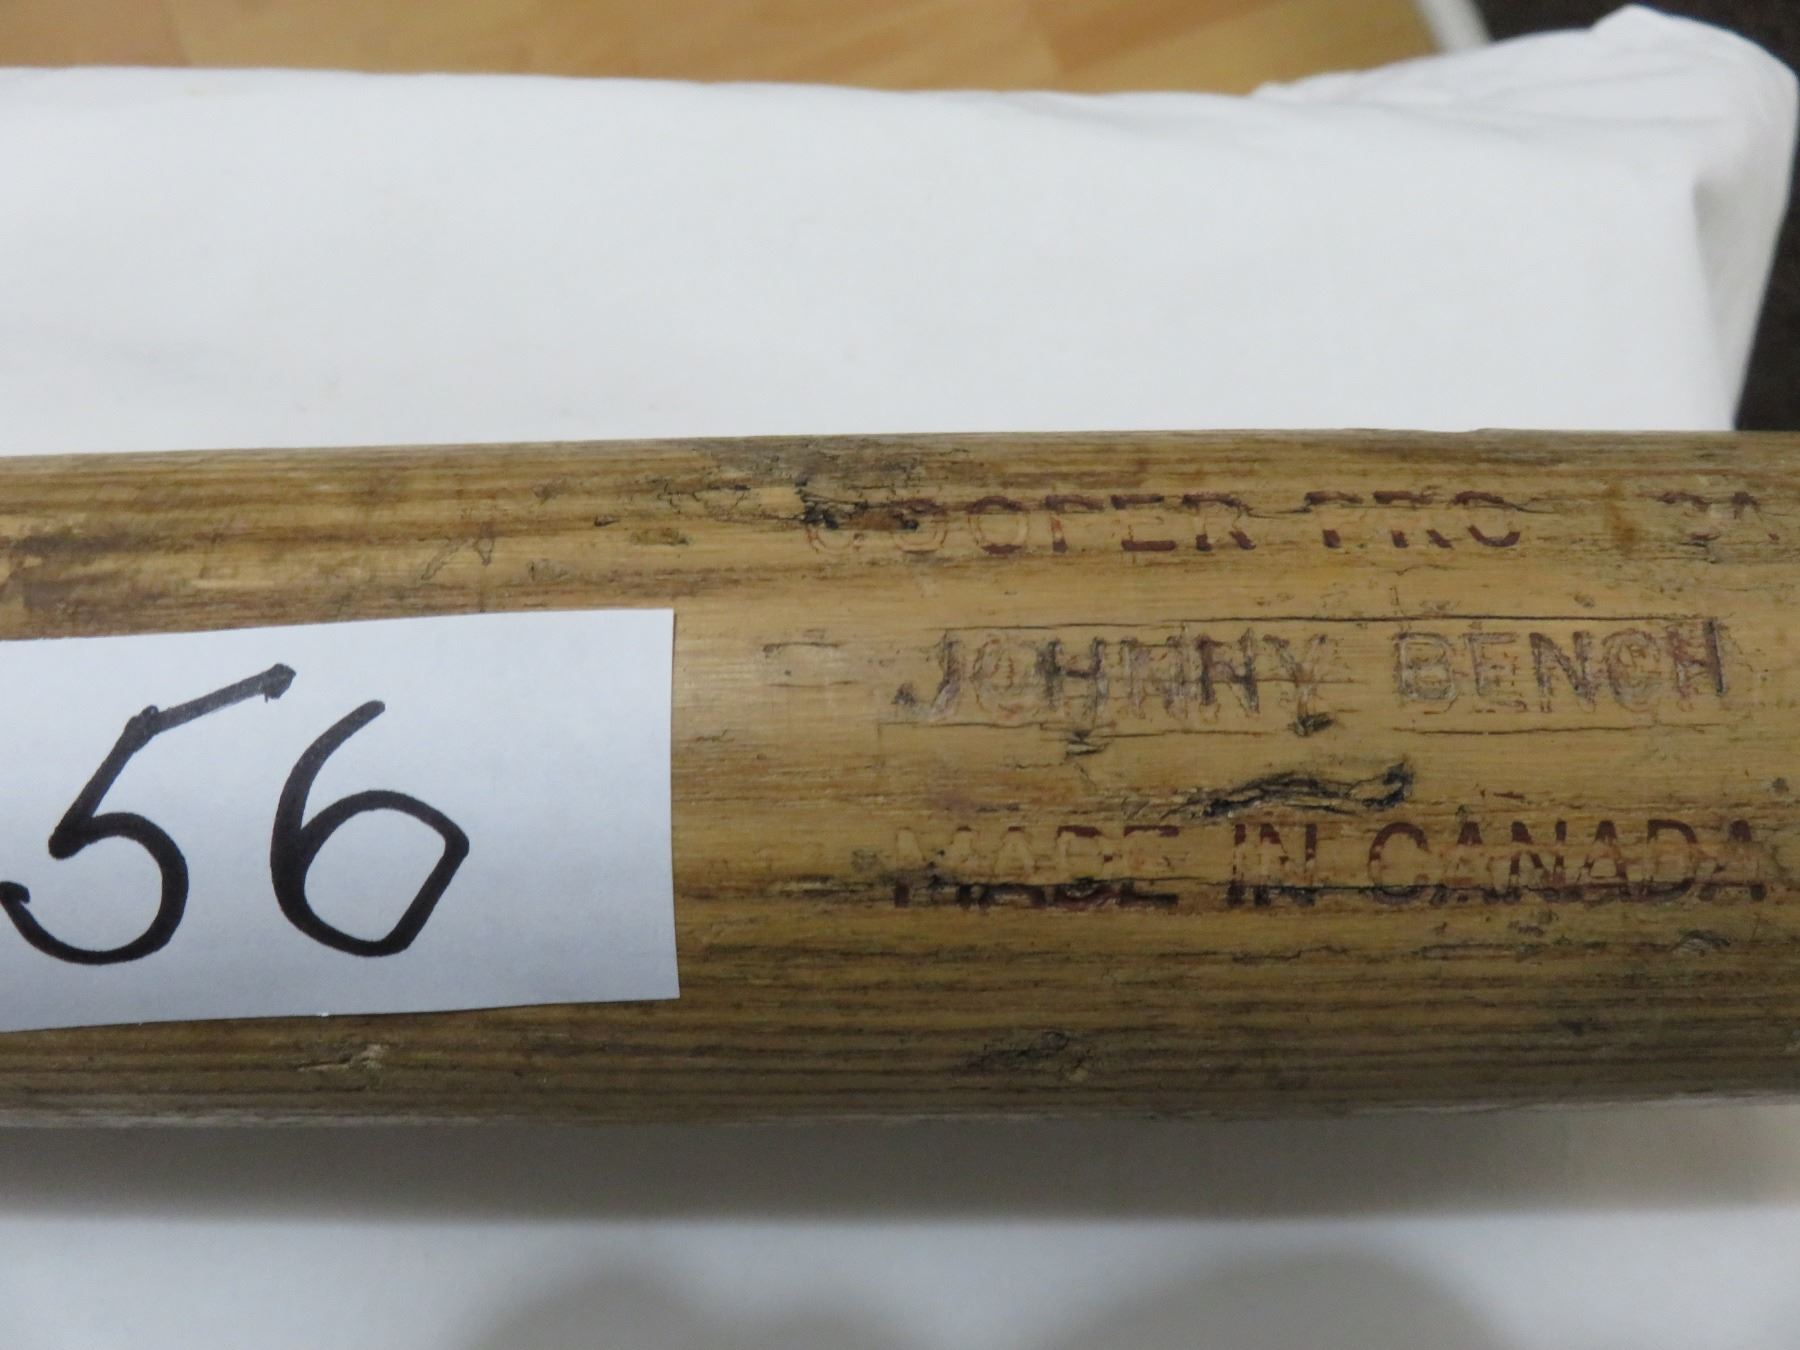 56
COOPER PRO
JOHNNY BENCH
MADE IN CANADA